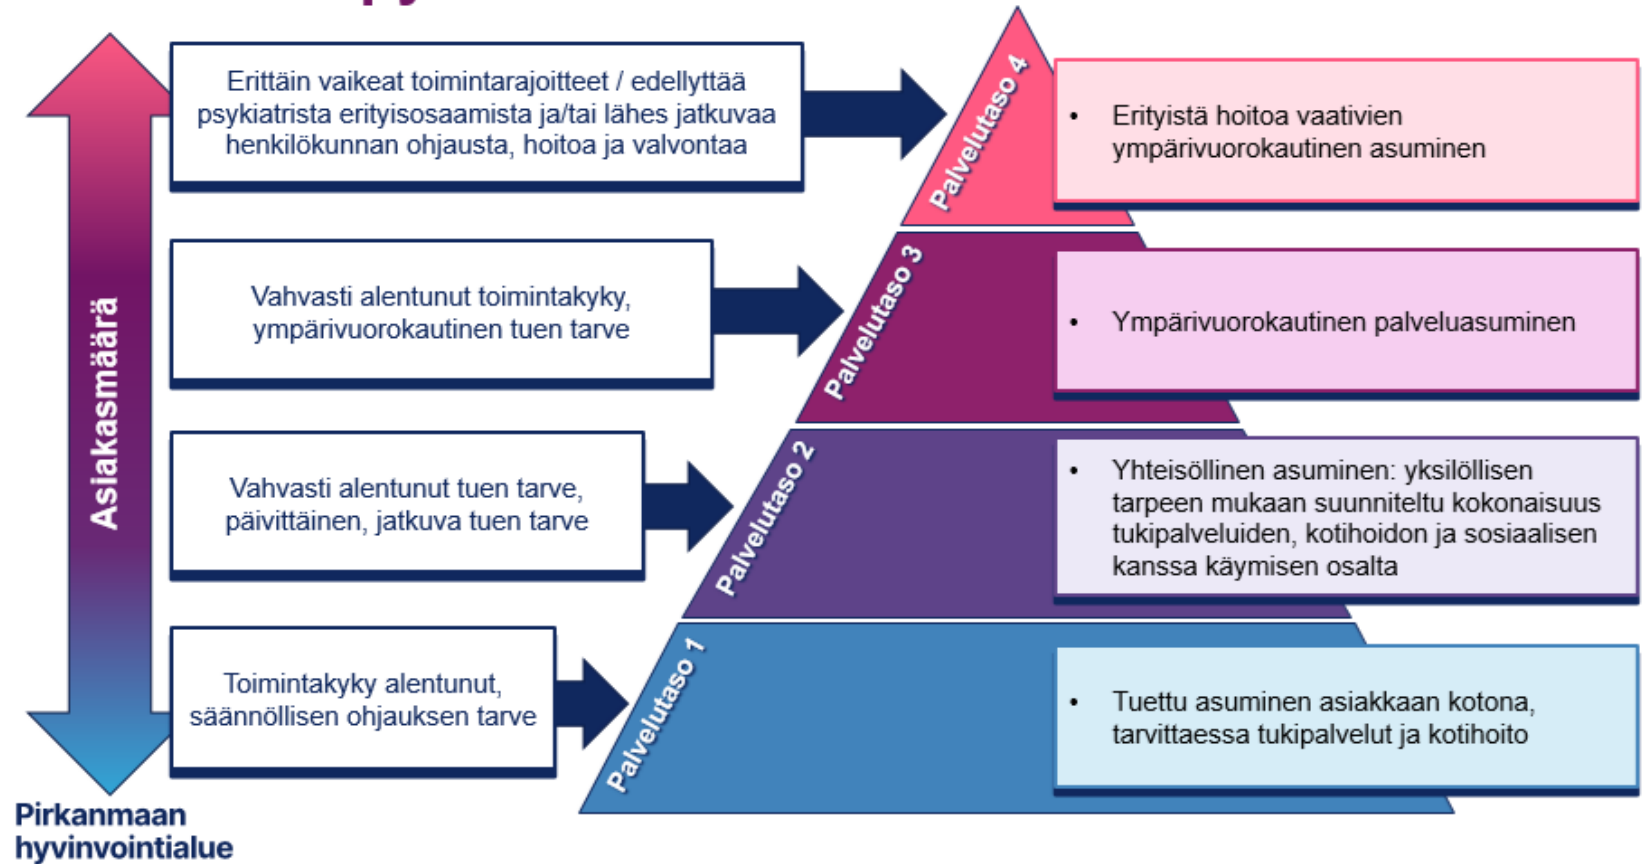 Erittäin vaikeat toimintarajoitteet / edellyttää
psykiatrista erityisosaamista ja/tai lähes jatkuvaa
henkilökunnan ohjausta, hoitoa ja valvontaa
Palvelutaso 4
• Erityistä hoitoa vaativien
ympärivuorokautinen asuminen
Asiakasmäärä
Vahvasti alentunut toimintakyky,
ympärivuorokautinen tuen tarve
Palvelutaso 3
• Ympärivuorokautinen palveluasuminen
Vahvasti alentunut tuen tarve,
päivittäinen, jatkuva tuen tarve
Palvelutaso 2
• Yhteisöllinen asuminen: yksilöllisen
tarpeen mukaan suunniteltu kokonaisuus
tukipalveluiden, kotihoidon ja sosiaalisen
kanssa käymisen osalta
Toimintakyky alentunut,
säännöllisen ohjauksen tarve
Palvelutaso 1
• Tuettu asuminen asiakkaan kotona,
tarvittaessa tukipalvelut ja kotihoito
Pirkanmaan
hyvinvointialue